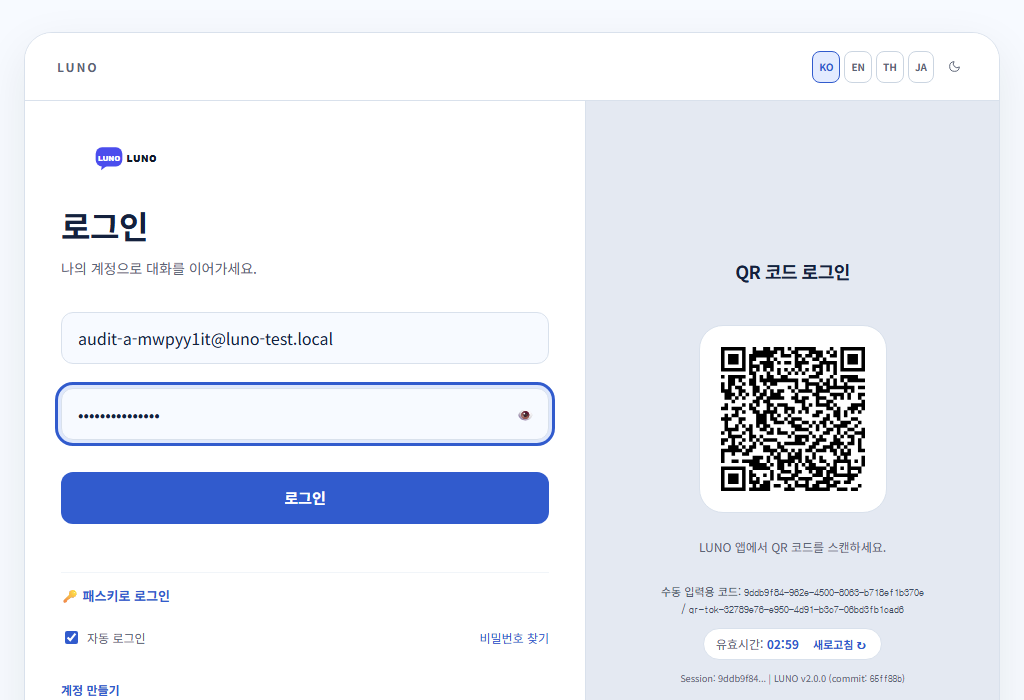 LUNO
KO EN TH JA
LUNO LUNO
로그인
나의 계정으로 대화를 이어가세요.
audit-a-mwpyy1it@luno-test.local
•••••••••••••••
로그인
패스키로 로그인
자동 로그인
비밀번호 찾기
계정 만들기
QR 코드 로그인
LUNO 앱에서 QR 코드를 스캔하세요.
수동 입력용 코드: 9ddb9f84-962e-4500-8063-b718ef1b370e
/ qr-tok-32789e76-e950-4d91-b3c7-06bd3fb1cad6
유효시간: 02:59 새로고침 ↻
Session: 9ddb9f84... | LUNO v2.0.0 (commit: 65ff88b)